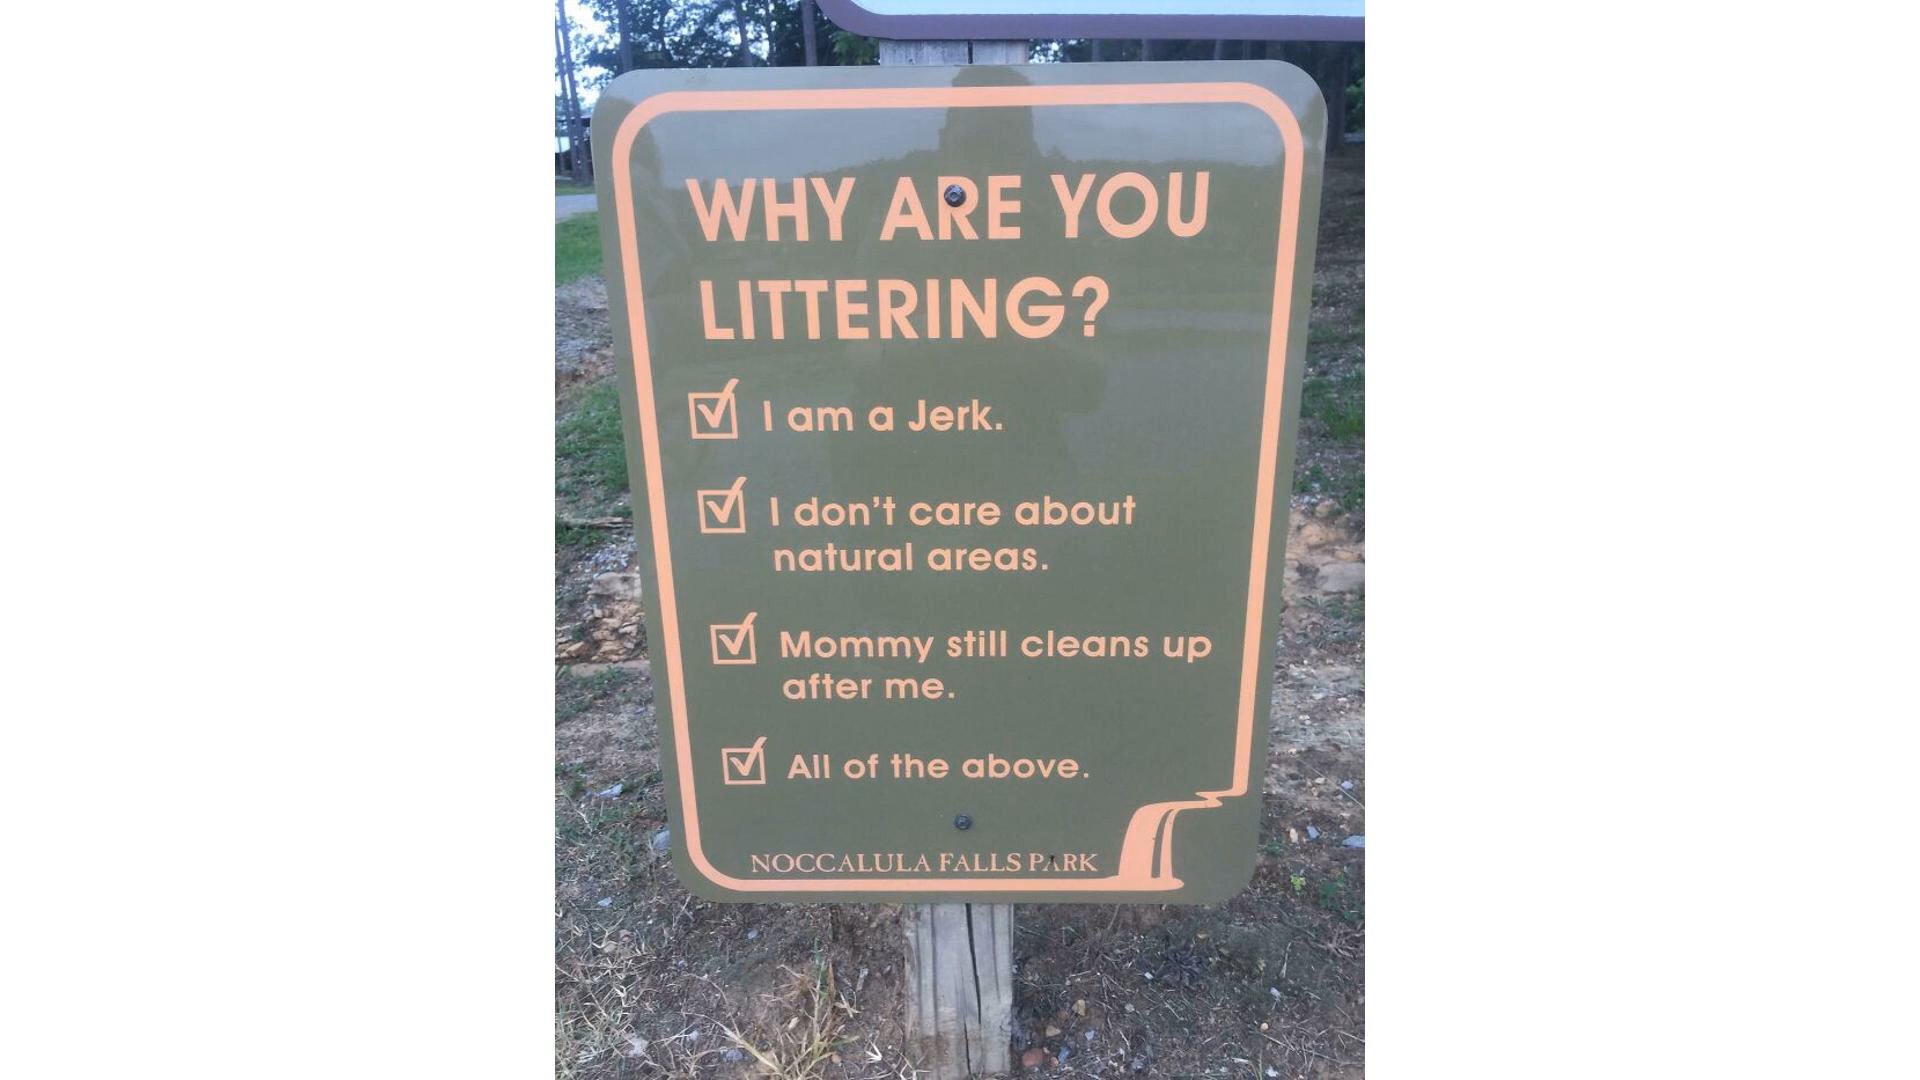 WHY ARE YOU
LITTERING?
I am a Jerk.
I don't care about
natural areas.
Mommy still cleans up
after me.
All of the above.
NOCCALULA FALLS PARK